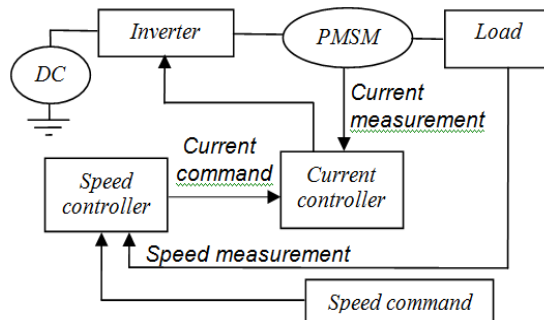 Inverter
PMSM
Load
DC
Current
measurement
Current
command
Speed
controller
Current
controller
Speed measurement
Speed command